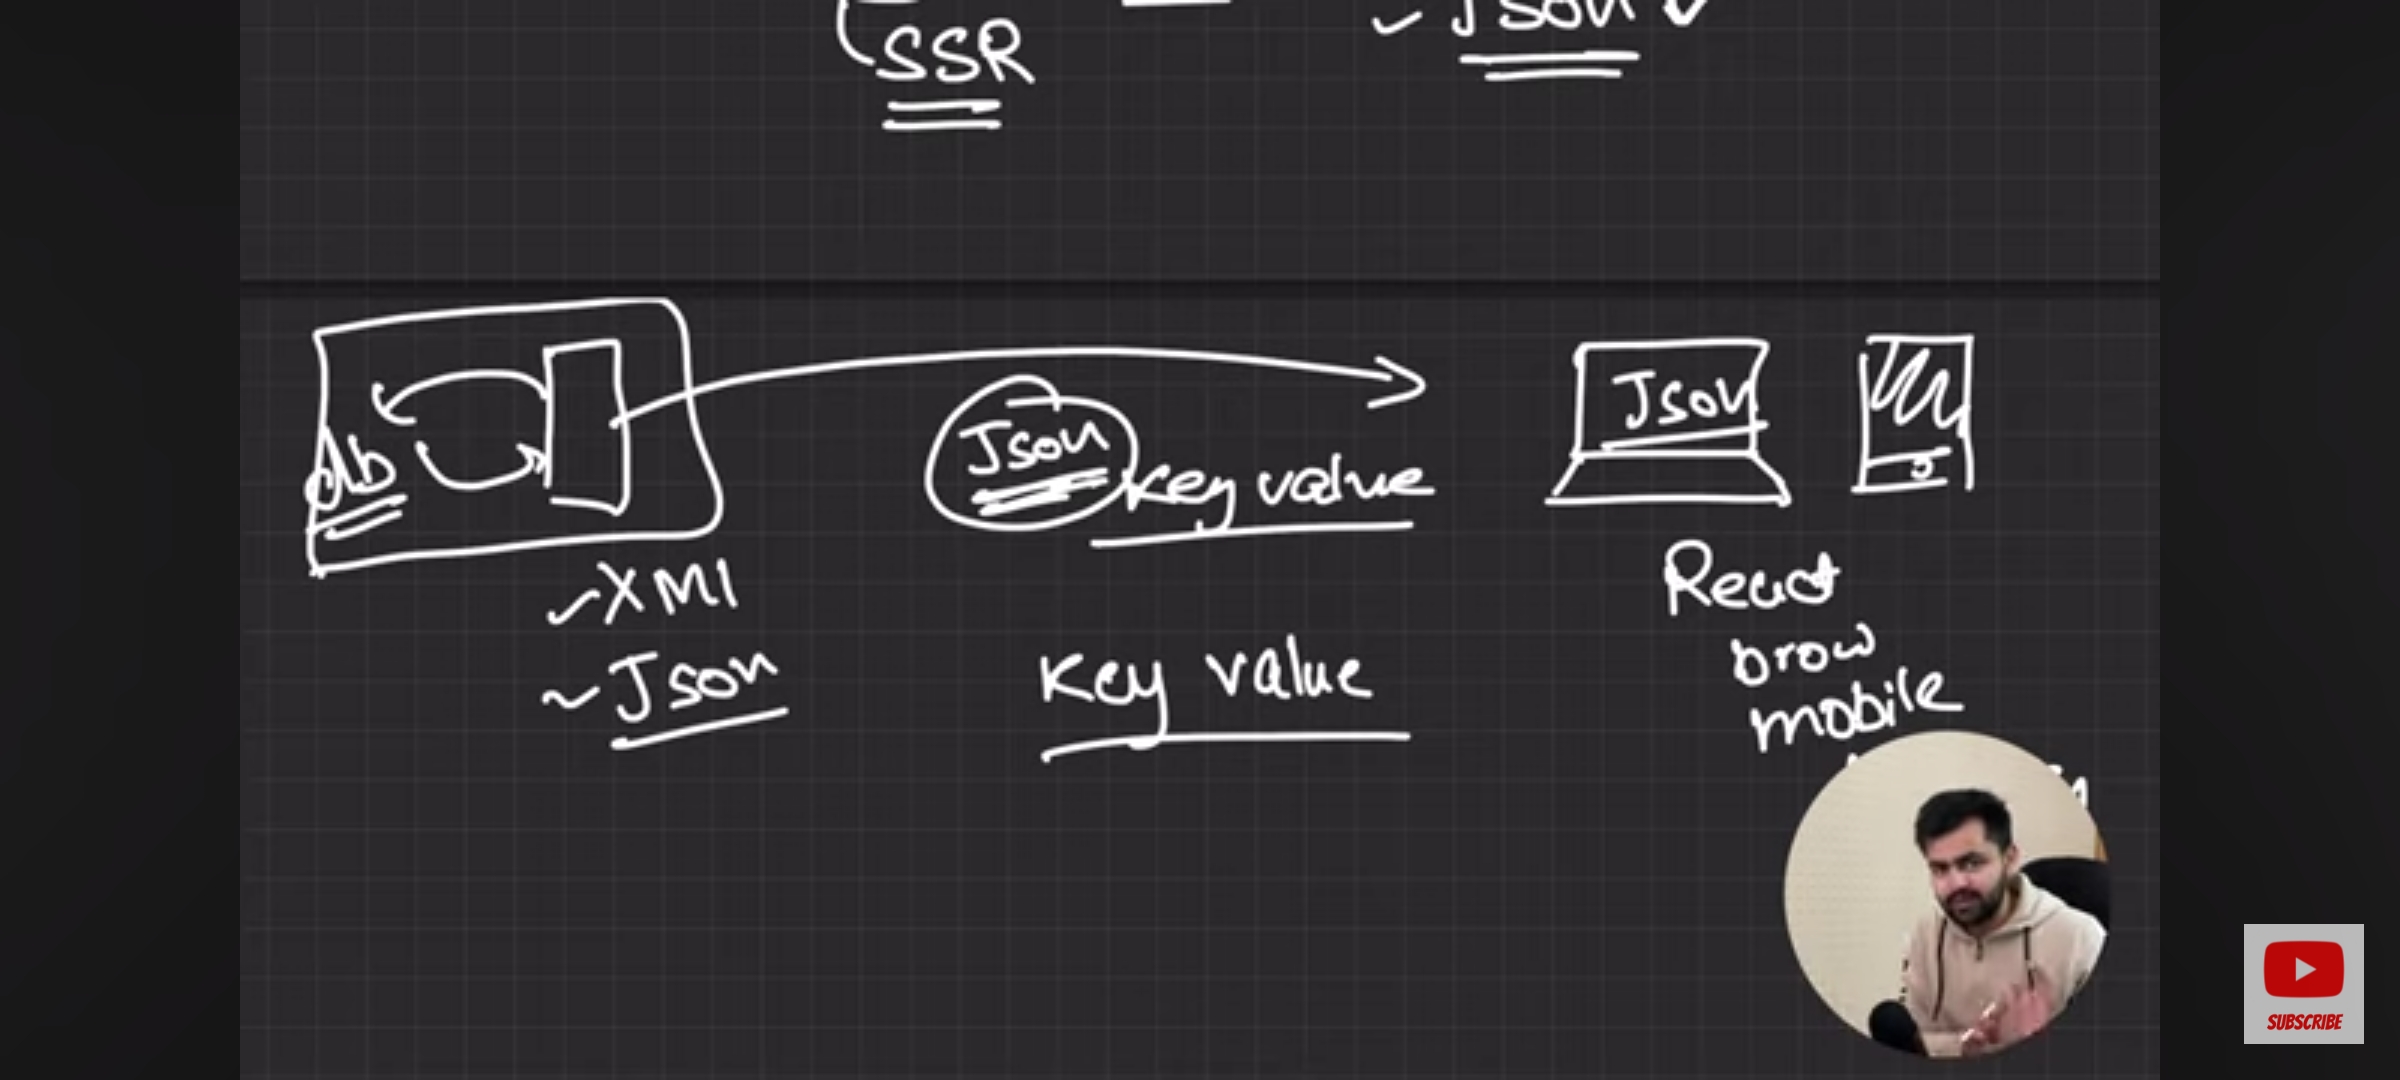 SSR
Json
db
Json
key value
Json
XMl
Json
Key value
React
brow
mobile
SUBSCRIBE